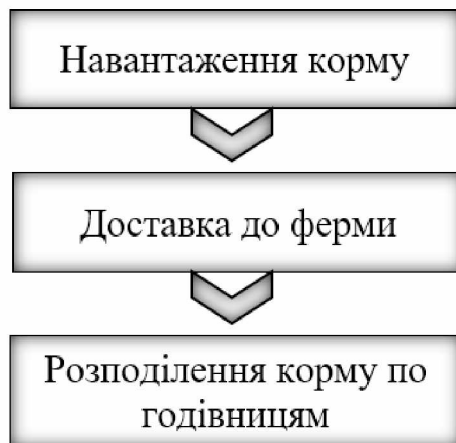 Навантаження корму
Доставка до ферми
Розподілення корму по
годівницям